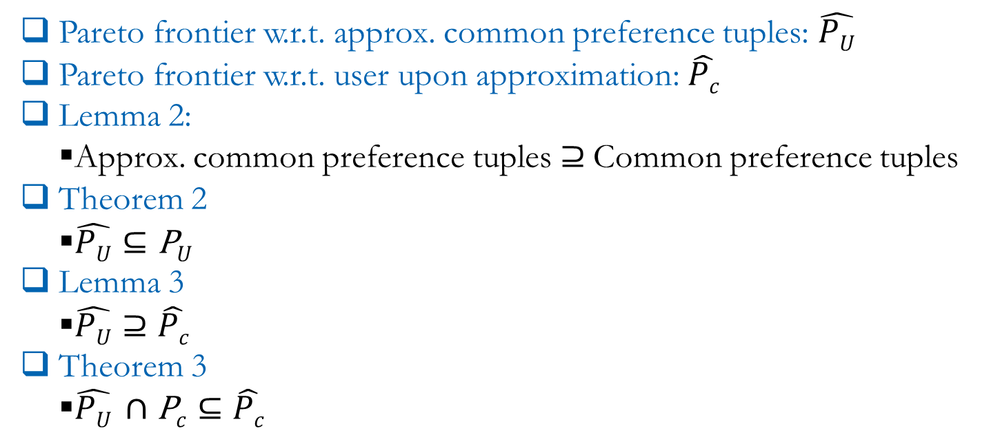 ❑ Pareto frontier w.r.t. approx. common preference tuples: $\widehat{P_U}$
❑ Pareto frontier w.r.t. user upon approximation: $\widehat{P}_c$
❑ Lemma 2:
▪Approx. common preference tuples ⊇ Common preference tuples
❑ Theorem 2
▪$\widehat{P_U} \subseteq P_U$
❑ Lemma 3
▪$\widehat{P_U} \supseteq \widehat{P}_c$
❑ Theorem 3
▪$\widehat{P_U} \cap P_c \subseteq \widehat{P}_c$